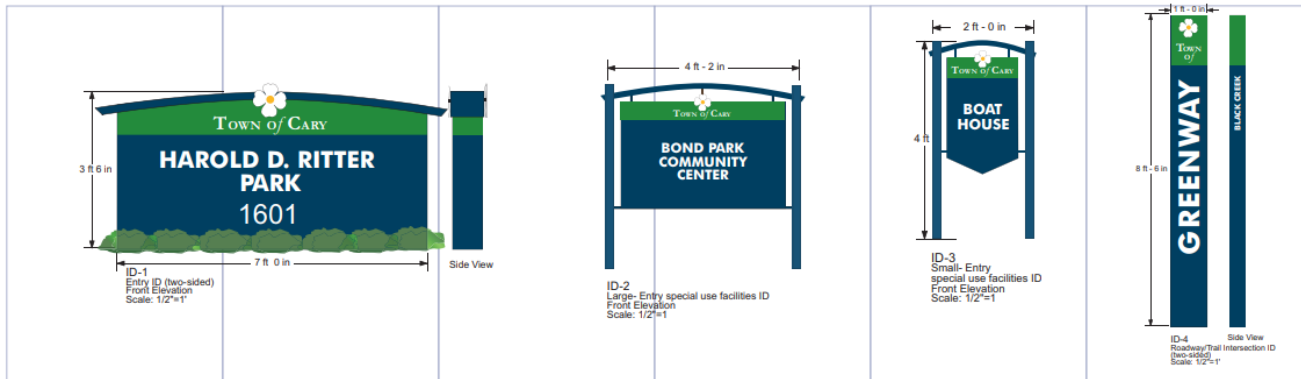 TOWN of CARY
HAROLD D. RITTER
PARK
1601
3 ft 6 in
7 ft 0 in
Side View
ID-1
Entry ID (two-sided)
Front Elevation
Scale: 1/2"=1'
4 ft - 2 in
TOWN of CARY
BOND PARK
COMMUNITY
CENTER
ID-2
Large- Entry special use facilities ID
Front Elevation
Scale: 1/2"=1
2 ft - 0 in
TOWN of CARY
BOAT
HOUSE
4 ft
ID-3
Small- Entry
special use facilities ID
Front Elevation
Scale: 1/2"=1
1 ft - 0 in
TOWN
of
GREENWAY
BLACK CREEK
8 ft - 6 in
ID-4
Side View
Roadway/Trail Intersection ID
(two-sided)
Scale: 1/2"=1'